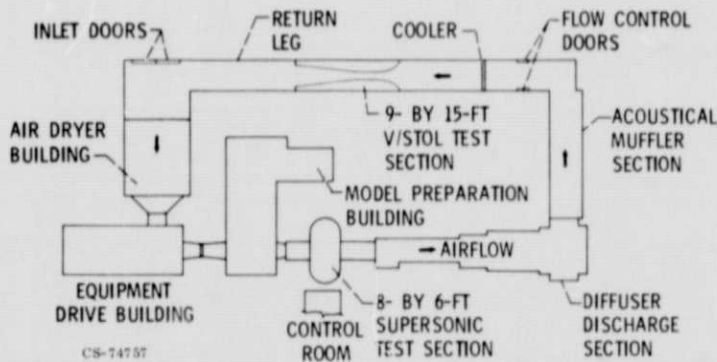 INLET DOORS
RETURN
LEG
COOLER
FLOW CONTROL
DOORS
9- BY 15-FT
V/STOL TEST
SECTION
ACOUSTICAL
MUFFLER
SECTION
AIR DRYER
BUILDING
MODEL PREPARATION
BUILDING
AIRFLOW
EQUIPMENT
DRIVE BUILDING
CONTROL
ROOM
8- BY 6-FT
SUPERSONIC
TEST SECTION
DIFFUSER
DISCHARGE
SECTION
CS-74757